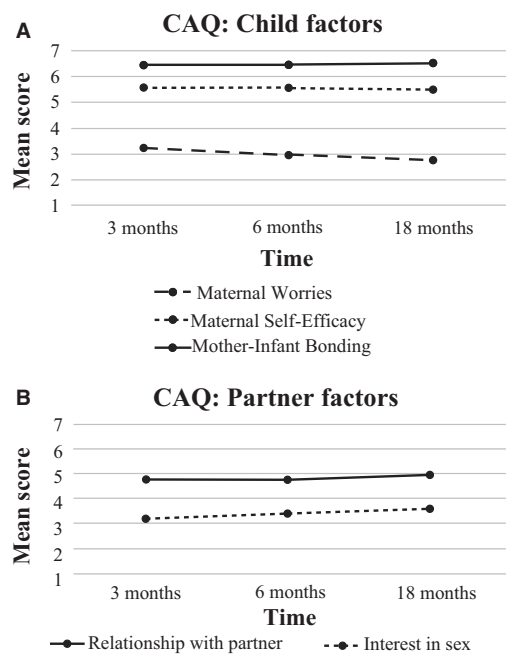 A
CAQ: Child factors
7
6
5
4
3
2
1
Mean score
3 months 6 months 18 months
Time
Maternal Worries
Maternal Self-Efficacy
Mother-Infant Bonding
B
CAQ: Partner factors
7
6
5
4
3
2
1
Mean score
3 months 6 months 18 months
Time
Relationship with partner Interest in sex